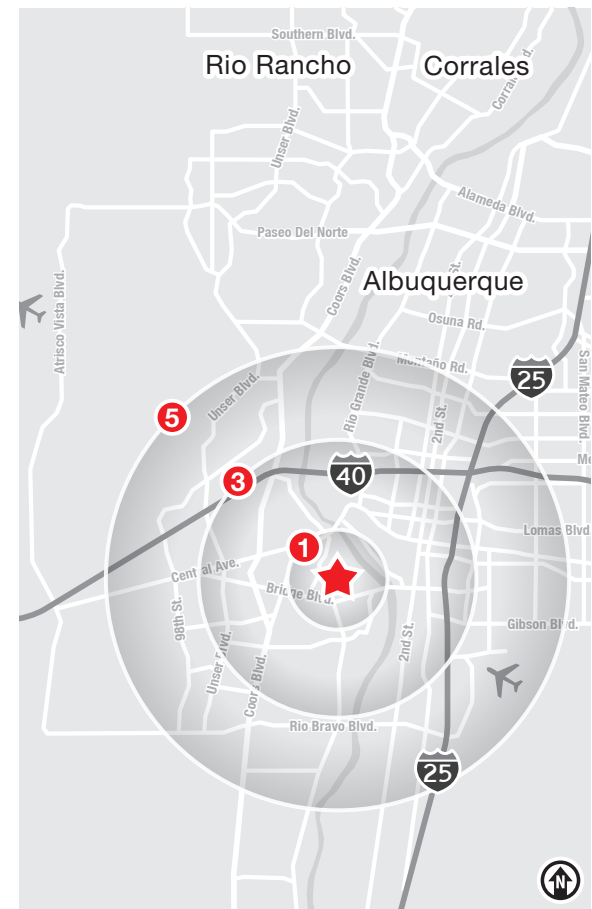 Southern Blvd.
Rio Rancho
Corrales
Unser Blvd.
Alameda Blvd.
Paseo Del Norte
Coors Blvd.
Albuquerque
Atrisco Vista Blvd.
Osuna Rd.
Rio Grande Blvd.
Montaño Rd.
2nd St.
25
San Mateo Blvd.
Unser Blvd.
5
3
40
Lomas Blvd
1
Central Ave.
Bridge Blvd.
98th St.
Unser Blvd.
Coors Blvd.
2nd St.
Gibson Blvd.
Rio Bravo Blvd.
25
N